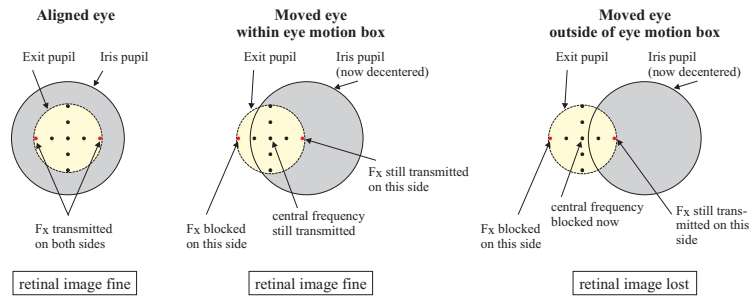 Aligned eye
Exit pupil
Iris pupil
Fx transmitted
on both sides
retinal image fine
Moved eye
within eye motion box
Exit pupil
Iris pupil
(now decentered)
Fx blocked
on this side
central frequency
still transmitted
Fx still transmitted
on this side
retinal image fine
Moved eye
outside of eye motion box
Exit pupil
Iris pupil
(now decentered)
Fx blocked
on this side
central frequency
blocked now
Fx still trans-
mitted on this
side
retinal image lost